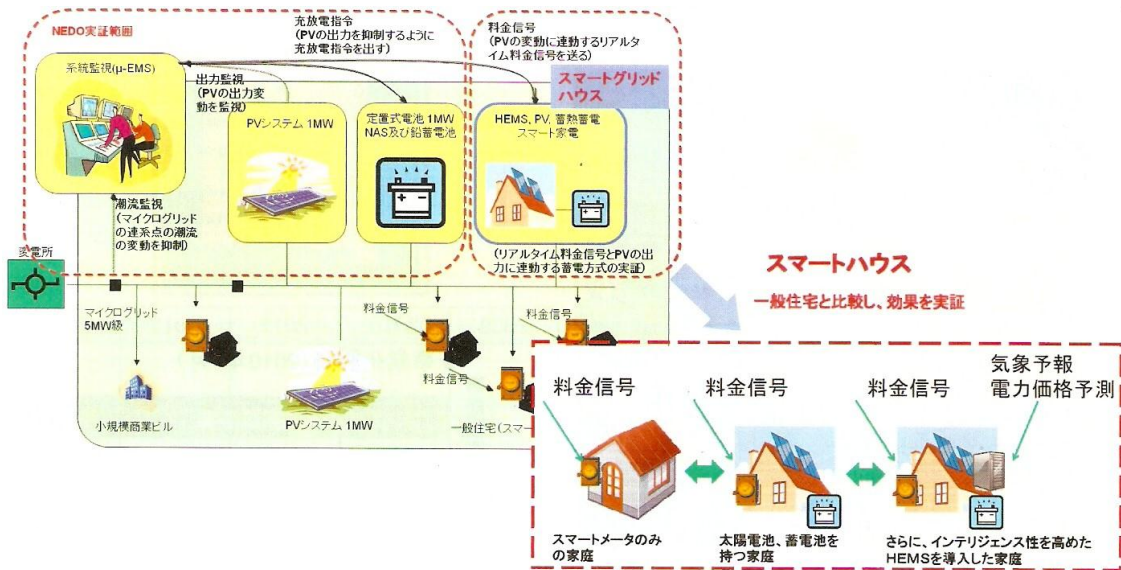 NEDO実証範囲
充放電指令
(PVの出力を抑制するように
充放電指令を出す)
料金信号
(PVの変動に連動するリアルタ
イム料金信号を送る)
スマートグリッド
ハウス
系統監視(μ-EMS)
出力監視
(PVの出力変
動を監視)
PVシステム 1MW
定置式電池 1MW
NAS及び鉛蓄電池
HEMS, PV, 蓄熱蓄電
スマート家電
潮流監視
(マイクログリッド
の連系点の潮流
の変動を抑制)
(リアルタイム料金信号とPVの出
力に連動する蓄電方式の実証)
変電所
マイクログリッド
5MW級
料金信号
料金信号
料金信号
小規模商業ビル
PVシステム 1MW
一般住宅(スマー
スマートハウス
一般住宅と比較し、効果を実証
料金信号
料金信号
料金信号
気象予報
電力価格予測
スマートメータのみ
の家庭
太陽電池、蓄電池を
持つ家庭
さらに、インテリジェンス性を高めた
HEMSを導入した家庭